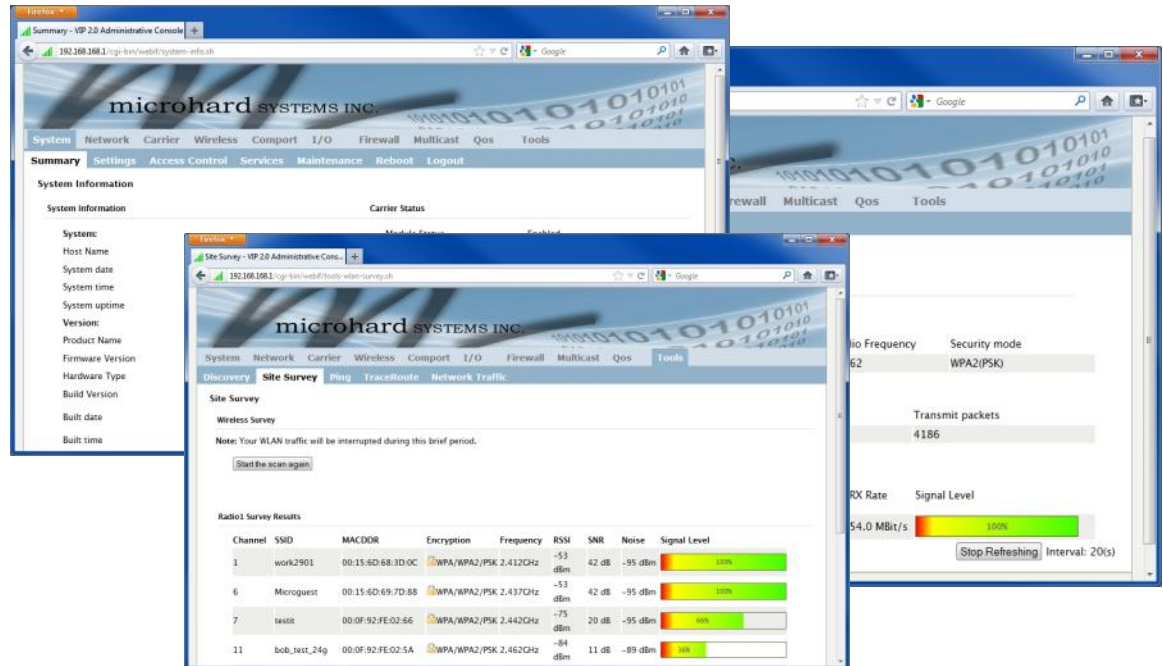 Firefox
Summary - VIP 2.0 Administrative Console
192.168.168.1/cgi-bin/webif/system-info.sh
Google
microhard SYSTEMS INC.
System Network Carrier Wireless Comport I/O Firewall Multicast Qos Tools
Summary Settings Access Control Services Maintenance Reboot Logout
System Information
System Information Carrier Status
System:
Host Name
System date
System time
System uptime
Version:
Product Name
Firmware Version
Hardware Type
Build Version
Built date
Built time
Firefox
Site Survey - VIP 2.0 Administrative Cons...
192.168.168.1/cgi-bin/webif/tools-wlan-survey.sh
Google
microhard SYSTEMS INC.
System Network Carrier Wireless Comport I/O Firewall Multicast Qos Tools
Discovery Site Survey Ping TraceRoute Network Traffic
Site Survey
Wireless Survey
Note: Your WLAN traffic will be interrupted during this brief period.
Start the scan again
Radio1 Survey Results
Channel SSID MACDDR Encryption Frequency RSSI SNR Noise Signal Level
1 work2901 00:15:6D:68:3D:0C WPA/WPA2/PSK 2.412GHz -53 dBm 42 dB -95 dBm 100%
6 Microguest 00:15:6D:69:7D:88 WPA/WPA2/PSK 2.437GHz -53 dBm 42 dB -95 dBm 100%
7 testit 00:0F:92:FE:02:66 WPA/WPA2/PSK 2.442GHz -75 dBm 20 dB -95 dBm 66%
11 bob_test_24g 00:0F:92:FE:02:5A WPA/WPA2/PSK 2.462GHz -84 dBm 11 dB -89 dBm 36%
Google
Multicast Qos Tools
Security mode
62 WPA2(PSK)
Transmit packets
4186
RX Rate Signal Level
54.0 MBit/s 100%
Stop Refreshing Interval: 20(s)